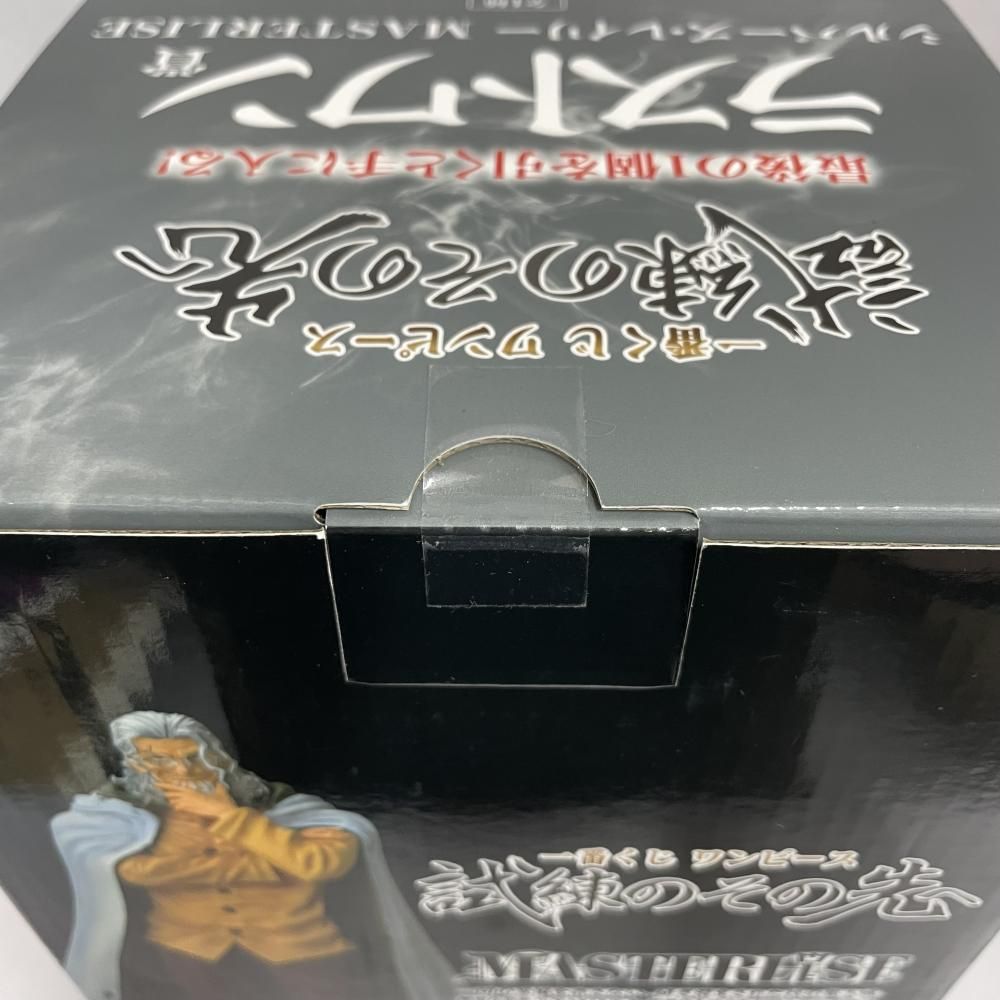 一番くじ ワンピース
試練のその先
最後の1個を引くと手に入る!
ラストワン賞
シルバーズ・レイリー MASTERLISE
一番くじ ワンピース
試練のその先
MASTERLISE